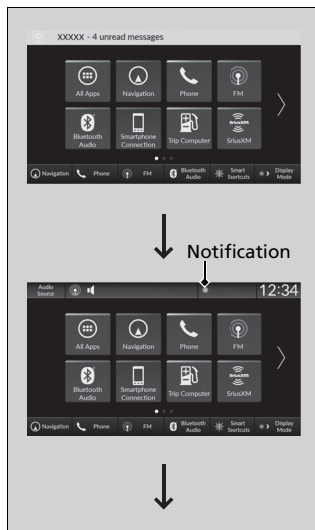 XXXXX - 4 unread messages
All Apps
Navigation
Phone
FM
Bluetooth
Audio
Smartphone
Connection
Trip Computer
SiriusXM
SiriusXM
Navigation
Phone
FM
Bluetooth
Audio
Smart
Shortcuts
Display
Mode
Notification
Audio
Source
12:34
All Apps
Navigation
Phone
FM
Bluetooth
Audio
Smartphone
Connection
Trip Computer
SiriusXM
SiriusXM
Navigation
Phone
FM
Bluetooth
Audio
Smart
Shortcuts
Display
Mode